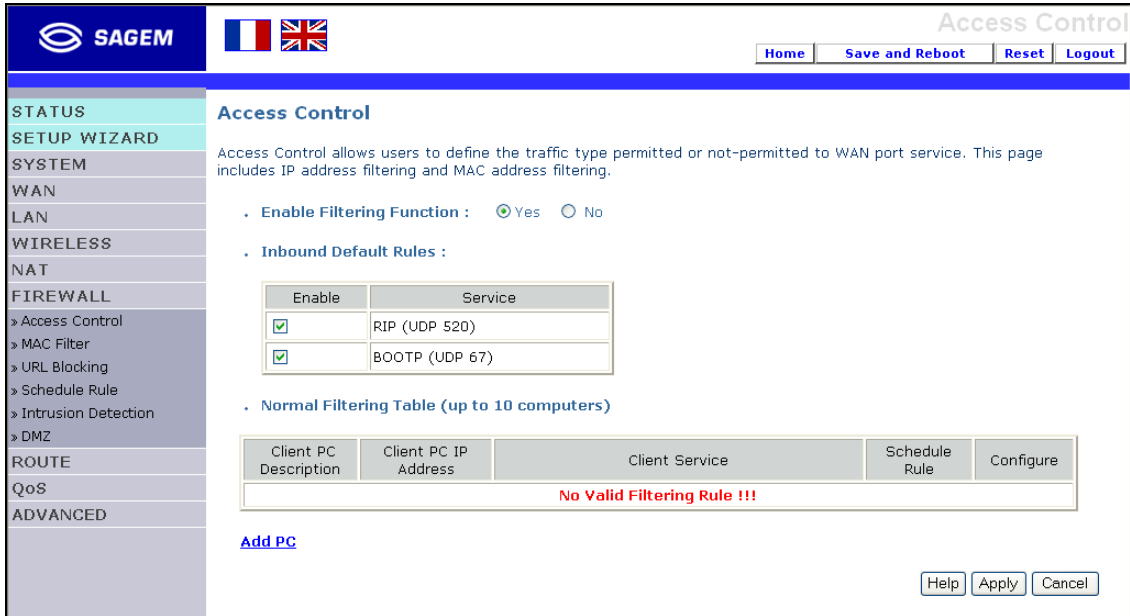 SAGEM
Access Control
Home Save and Reboot Reset Logout
STATUS
SETUP WIZARD
SYSTEM
WAN
LAN
WIRELESS
NAT
FIREWALL
» Access Control
» MAC Filter
» URL Blocking
» Schedule Rule
» Intrusion Detection
» DMZ
ROUTE
QoS
ADVANCED
Access Control
Access Control allows users to define the traffic type permitted or not-permitted to WAN port service. This page
includes IP address filtering and MAC address filtering.
. Enable Filtering Function : Yes No
. Inbound Default Rules :
Enable Service
RIP (UDP 520)
BOOTP (UDP 67)
. Normal Filtering Table (up to 10 computers)
Client PC Description Client PC IP Address Client Service Schedule Rule Configure
No Valid Filtering Rule !!!
Add PC
Help Apply Cancel